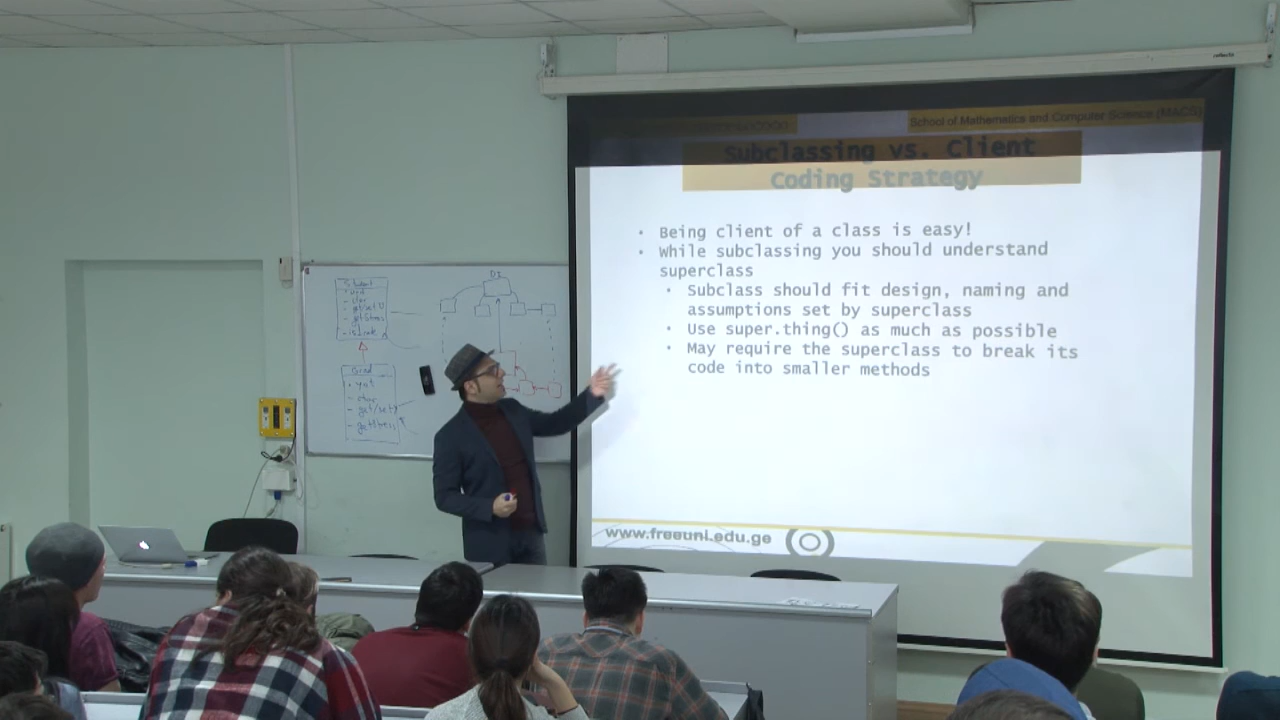 School of Mathematics and Computer Science (MACS)
Subclassing vs. Client
Coding Strategy
Being client of a class is easy!
While subclassing you should understand
superclass
Subclass should fit design, naming and
assumptions set by superclass
Use super.thing() as much as possible
May require the superclass to break its
code into smaller methods
www.freeuni.edu.ge
Student
Grad